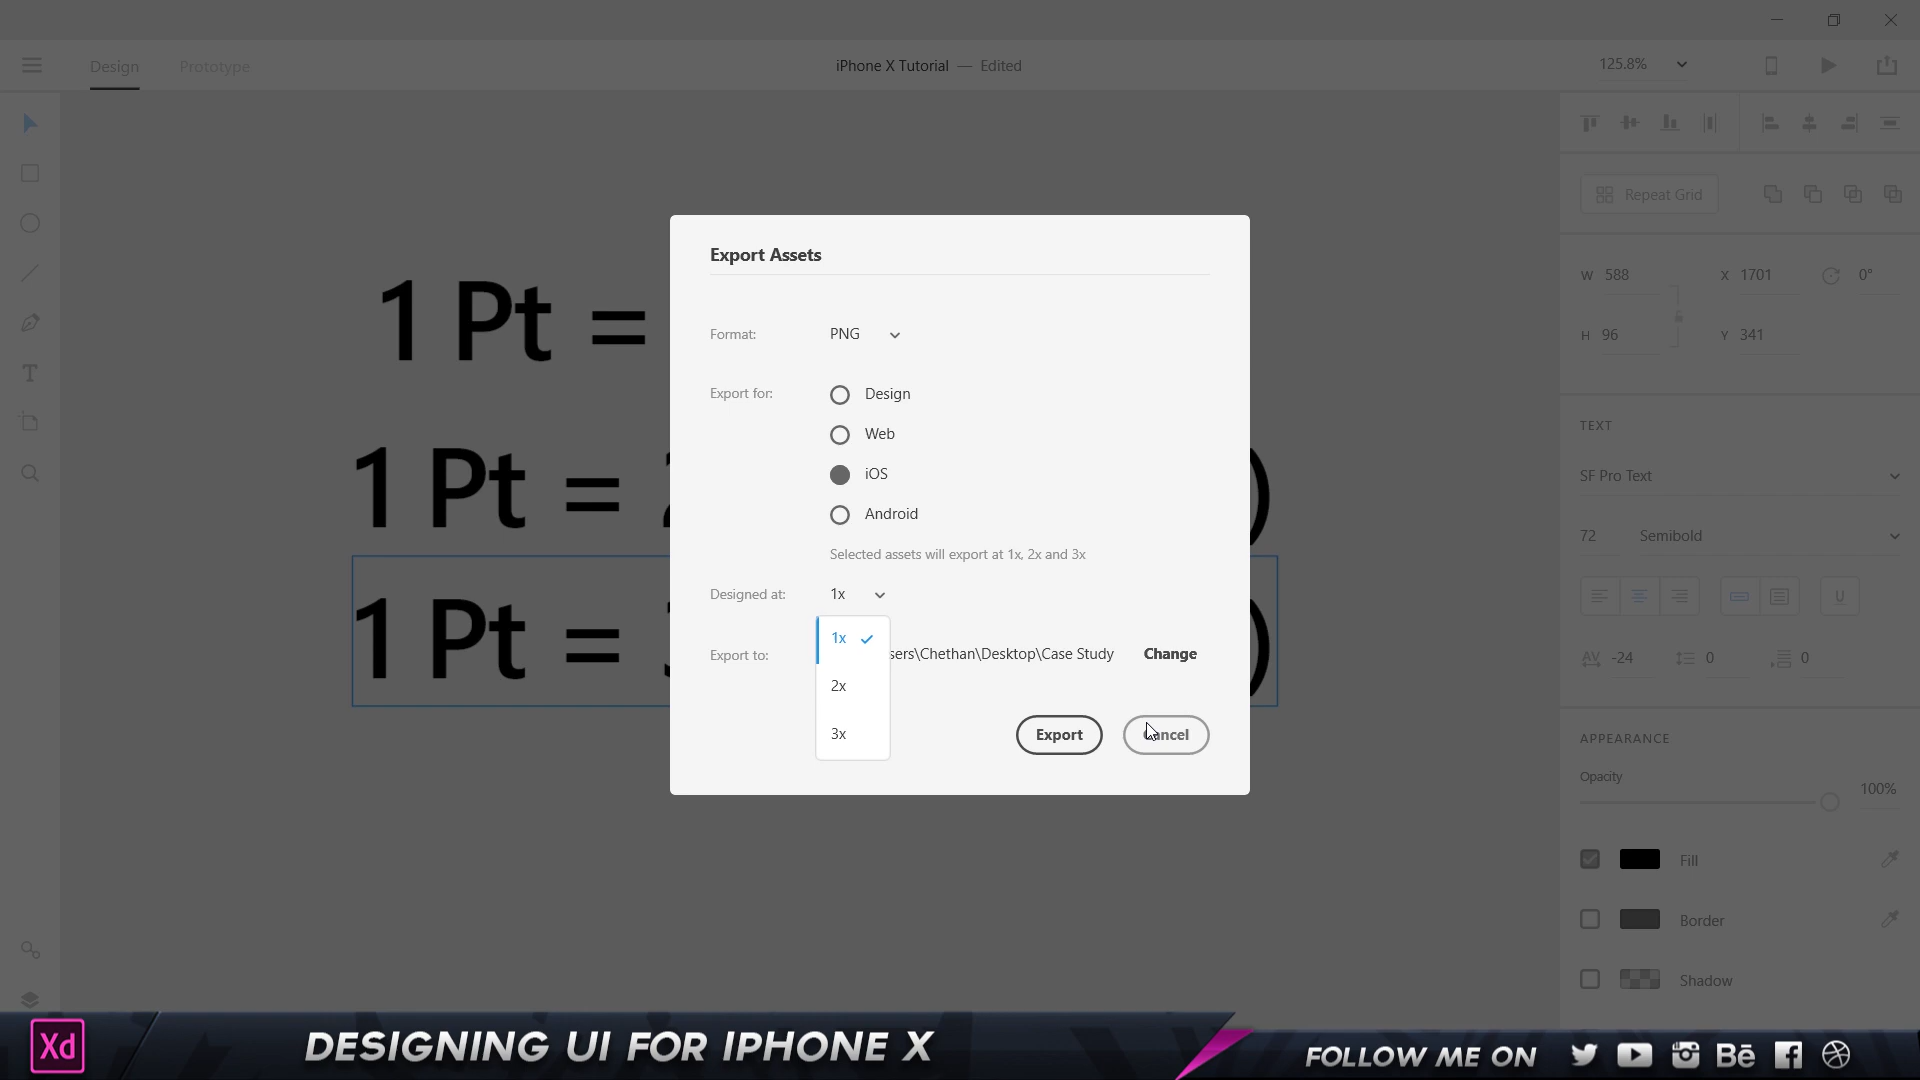 Design Prototype iPhone X Tutorial — Edited 125.8%
Repeat Grid
W 588 X 1701 0°
H 96 Y 341
1 Pt =
1 Pt =
1 Pt =
)
)
Export Assets
Format: PNG
Export for: Design
Web
iOS
Android
Selected assets will export at 1x, 2x and 3x
Designed at: 1x
1x
2x
3x
Export to: sers\Chethan\Desktop\Case Study Change
Export
TEXT
SF Pro Text
72 Semibold
U
AV -24 0 0
APPEARANCE
Opacity
100%
Fill
Border
Shadow
Xd DESIGNING UI FOR IPHONE X FOLLOW ME ON Bē